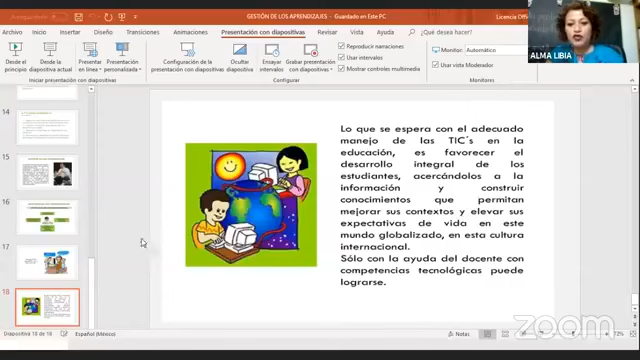 GESTIÓN DE LOS APRENDIZAJES - Guardado en Este PC
Licencia
Archivo Inicio Insertar Diseño Transiciones Animaciones Presentación con diapositivas Revisar Vista Ayuda ¿Qué desea hacer?
Desde el principio
Desde la diapositiva actual
Presentar en línea
Presentación personalizada
Iniciar presentación con diapositivas
Configuración de la presentación con diapositivas
Ocultar diapositiva
Ensayar intervalos
Grabar presentación con diapositivas
Reproducir narraciones
Usar intervalos
Mostrar controles multimedia
Configurar
Monitor: Automático
Usar vista Moderador
Monitores
ALMA LIBIA
14
15
16
17
18
Lo que se espera con el adecuado
manejo de las TIC´s en la
educación, es favorecer el
desarrollo integral de los
estudiantes, acercándolos a la
información y construir
conocimientos que permitan
mejorar sus contextos y elevar sus
expectativas de vida en este
mundo globalizado, en esta cultura
internacional.
Sólo con la ayuda del docente con
competencias tecnológicas puede
lograrse.
zoom
Diapositiva 18 de 18 Español (México) Notas 72%